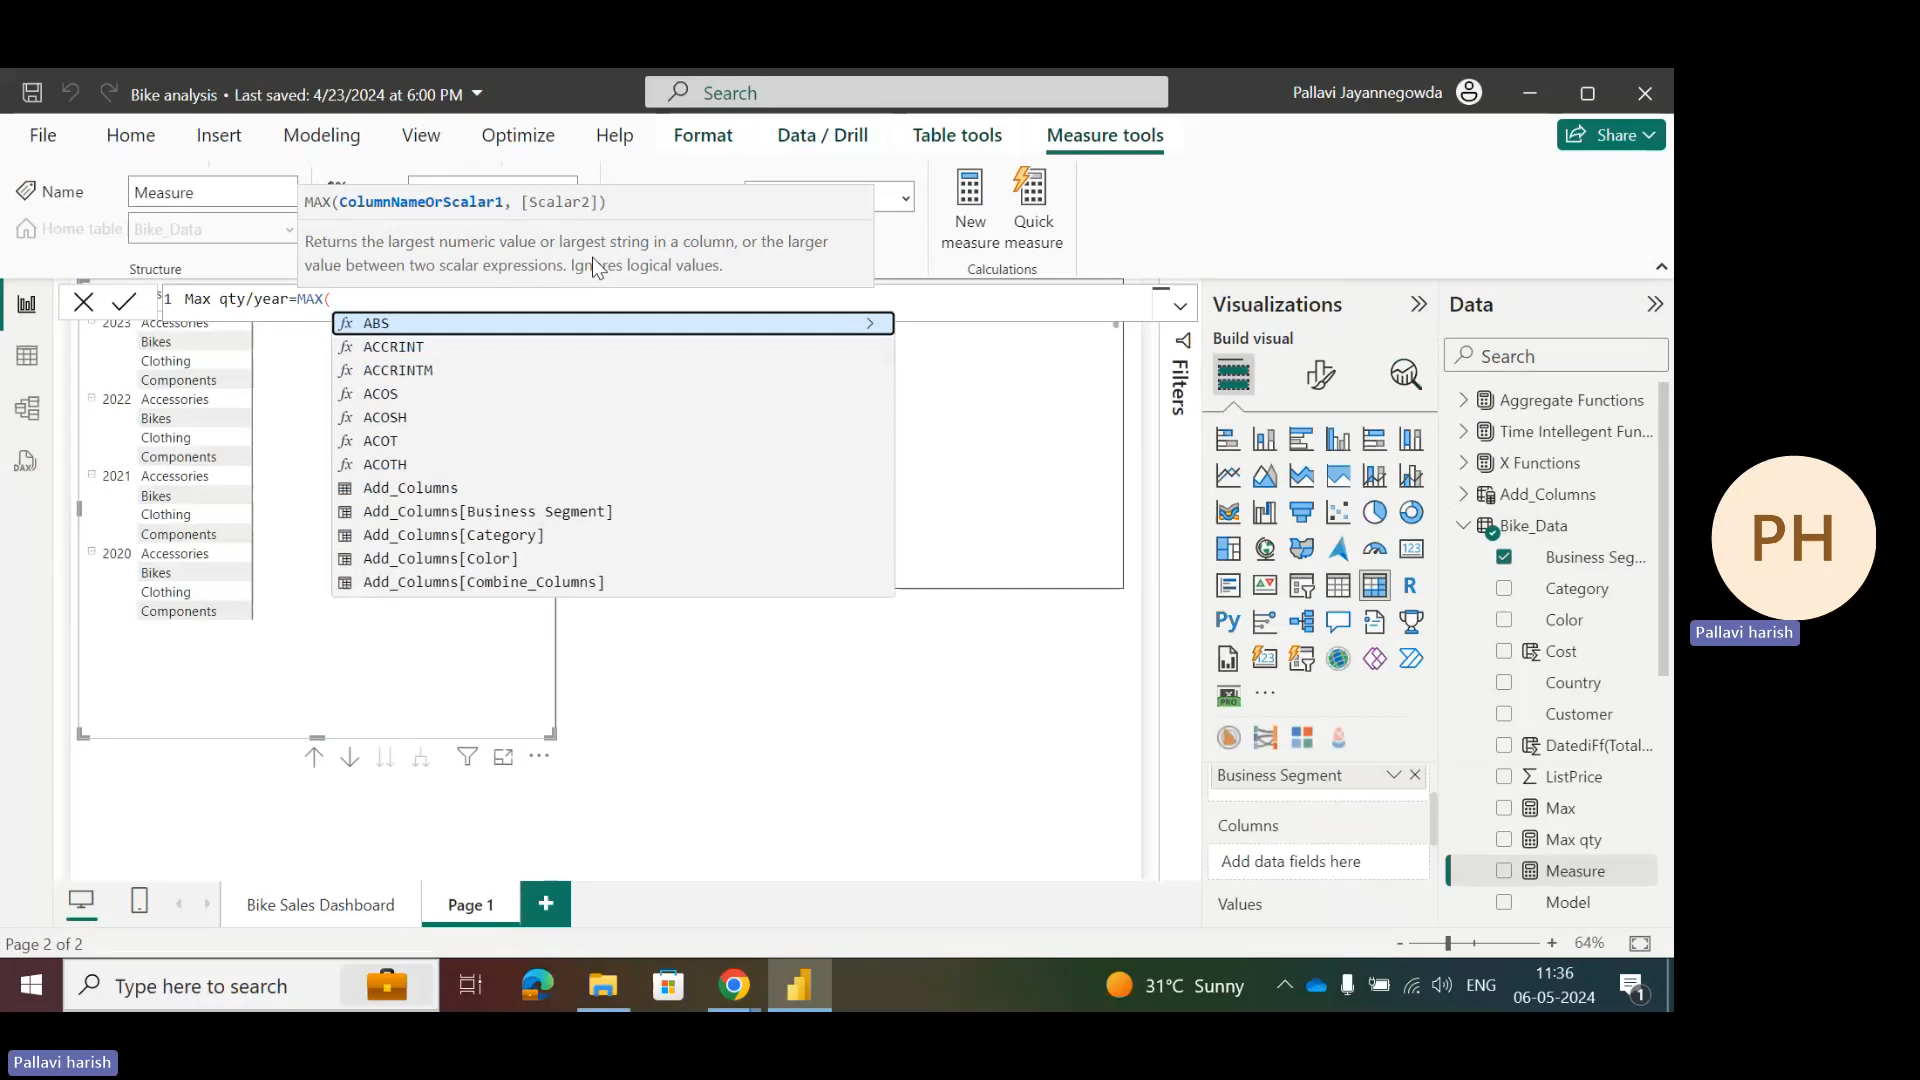 Bike analysis • Last saved: 4/23/2024 at 6:00 PM
Search
Pallavi Jayannegowda
File
Home
Insert
Modeling
View
Optimize
Help
Format
Data / Drill
Table tools
Measure tools
Share
Name
Measure
Home table
Bike_Data
Structure
MAX(ColumnNameOrScalar1, [Scalar2])
Returns the largest numeric value or largest string in a column, or the larger
value between two scalar expressions. Ignores logical values.
New
measure
Quick
measure
Calculations
1 Max qty/year=MAX(
ABS
ACCRINT
ACCRINTM
ACOS
ACOSH
ACOT
ACOTH
Add_Columns
Add_Columns[Business Segment]
Add_Columns[Category]
Add_Columns[Color]
Add_Columns[Combine_Columns]
2023 Accessories
Bikes
Clothing
Components
2022 Accessories
Bikes
Clothing
Components
2021 Accessories
Bikes
Clothing
Components
2020 Accessories
Bikes
Clothing
Components
DAX
Filters
Visualizations
Build visual
123
R
Py
123
PRO
Business Segment
Columns
Add data fields here
Values
Data
Search
Aggregate Functions
Time Intellegent Fun...
X Functions
Add_Columns
Bike_Data
Business Seg...
Category
Color
Cost
Country
Customer
DatediFf(Total...
ListPrice
Max
Max qty
Measure
Model
Bike Sales Dashboard
Page 1
Page 2 of 2
64%
Type here to search
31°C Sunny
ENG
11:36
06-05-2024
1
PH
Pallavi harish
Pallavi harish